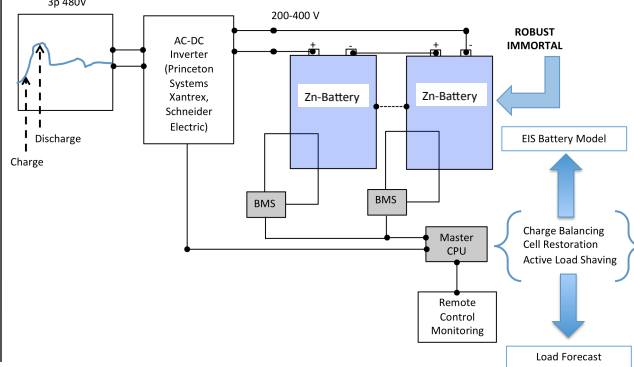 3p 480V
200-400 V
AC-DC
Inverter
(Princeton
Systems
Xantrex,
Schneider
Electric)
+
-
+
-
ROBUST
IMMORTAL
Zn-Battery
Zn-Battery
Discharge
Charge
EIS Battery Model
BMS
BMS
Master
CPU
Charge Balancing
Cell Restoration
Active Load Shaving
Remote
Control
Monitoring
Load Forecast